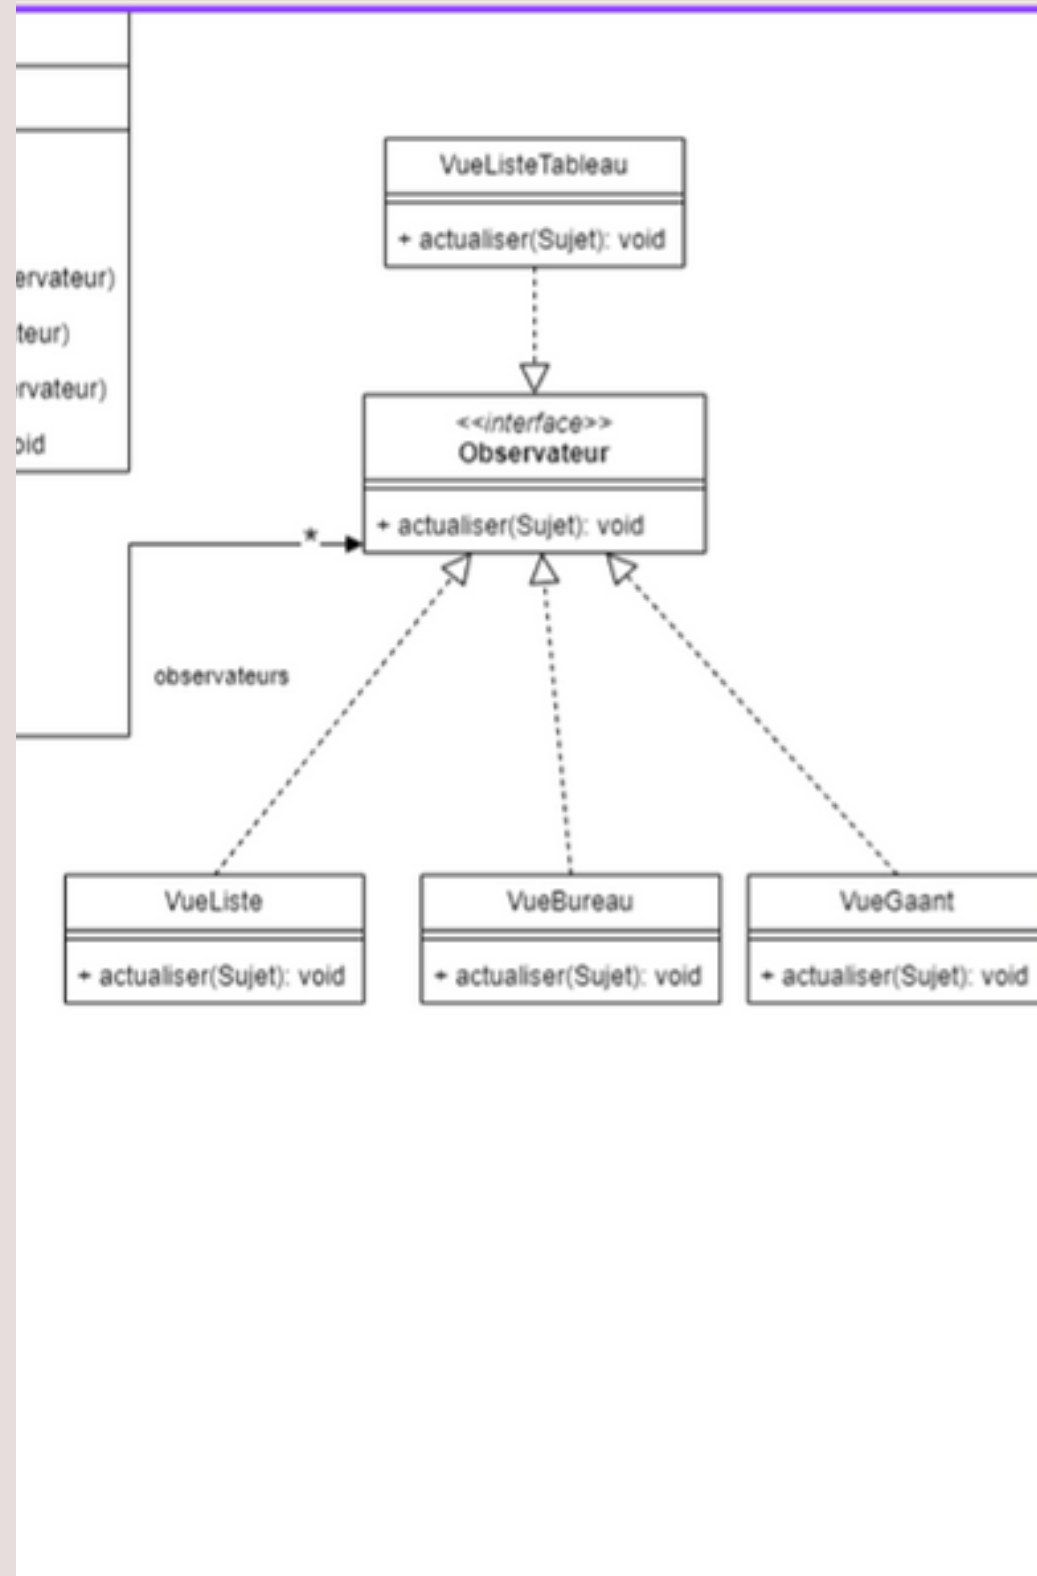 VueListeTableau
+ actualiser(Sujet): void
ervateur)
teur)
rvateur)
oid
<<interface>>
Observateur
+ actualiser(Sujet): void
*
observateurs
VueListe
+ actualiser(Sujet): void
VueBureau
+ actualiser(Sujet): void
VueGaant
+ actualiser(Sujet): void